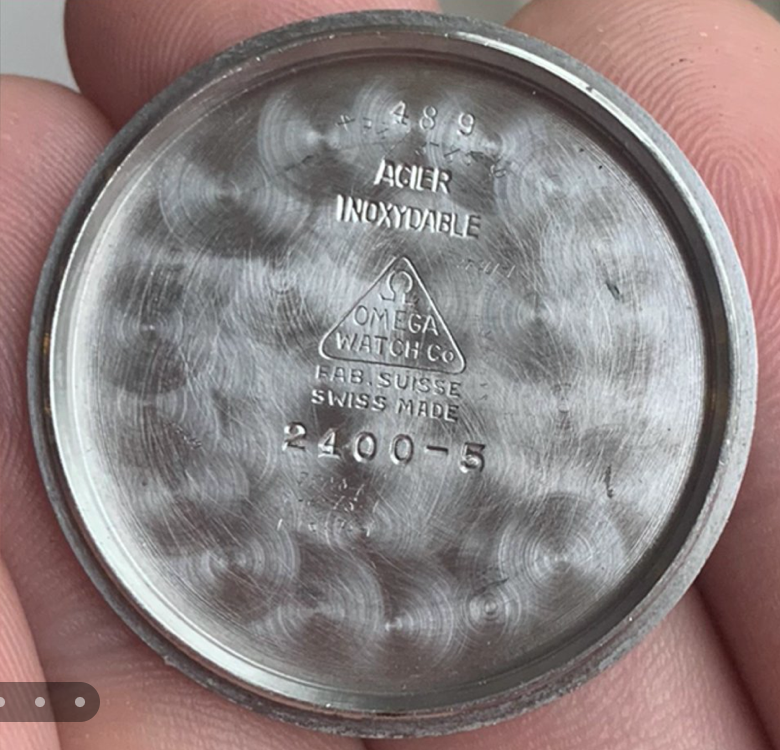 489
ACIER
INOXYDABLE
Ω
OMEGA
WATCH Co
FAB. SUISSE
SWISS MADE
2400-5